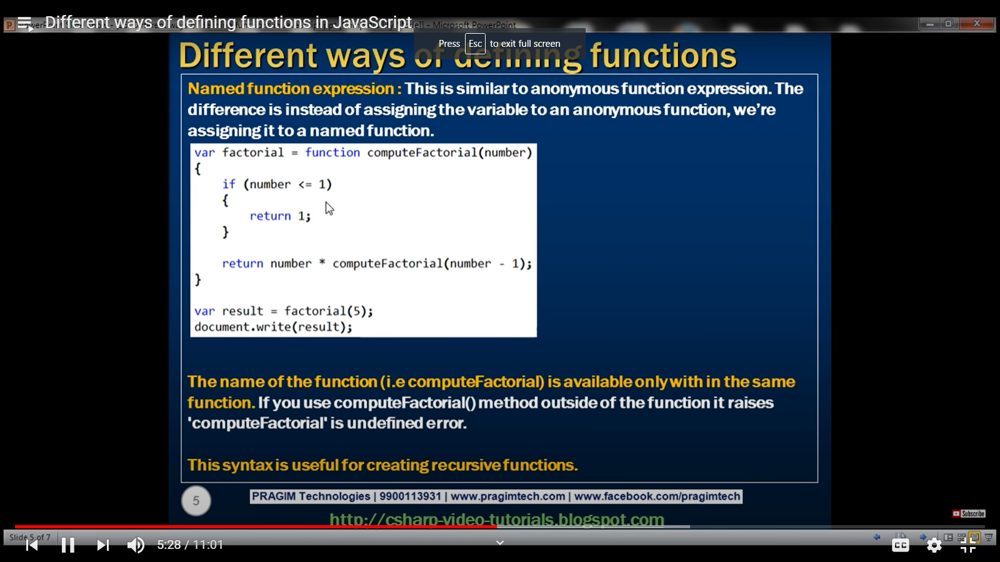 Different ways of defining functions in JavaScript
Microsoft PowerPoint
Press Esc to exit full screen
Different ways of defining functions
Named function expression : This is similar to anonymous function expression. The
difference is instead of assigning the variable to an anonymous function, we're
assigning it to a named function.
var factorial = function computeFactorial(number)
{
if (number <= 1)
{
return 1;
}
return number * computeFactorial(number - 1);
}
var result = factorial(5);
document.write(result);
The name of the function (i.e computeFactorial) is available only with in the same
function. If you use computeFactorial() method outside of the function it raises
'computeFactorial' is undefined error.
This syntax is useful for creating recursive functions.
5
PRAGIM Technologies | 9900113931 | www.pragimtech.com | www.facebook.com/pragimtech
http://csharp-video-tutorials.blogspot.com
Subscribe
Slide 5 of 7
5:28 / 11:01
CC